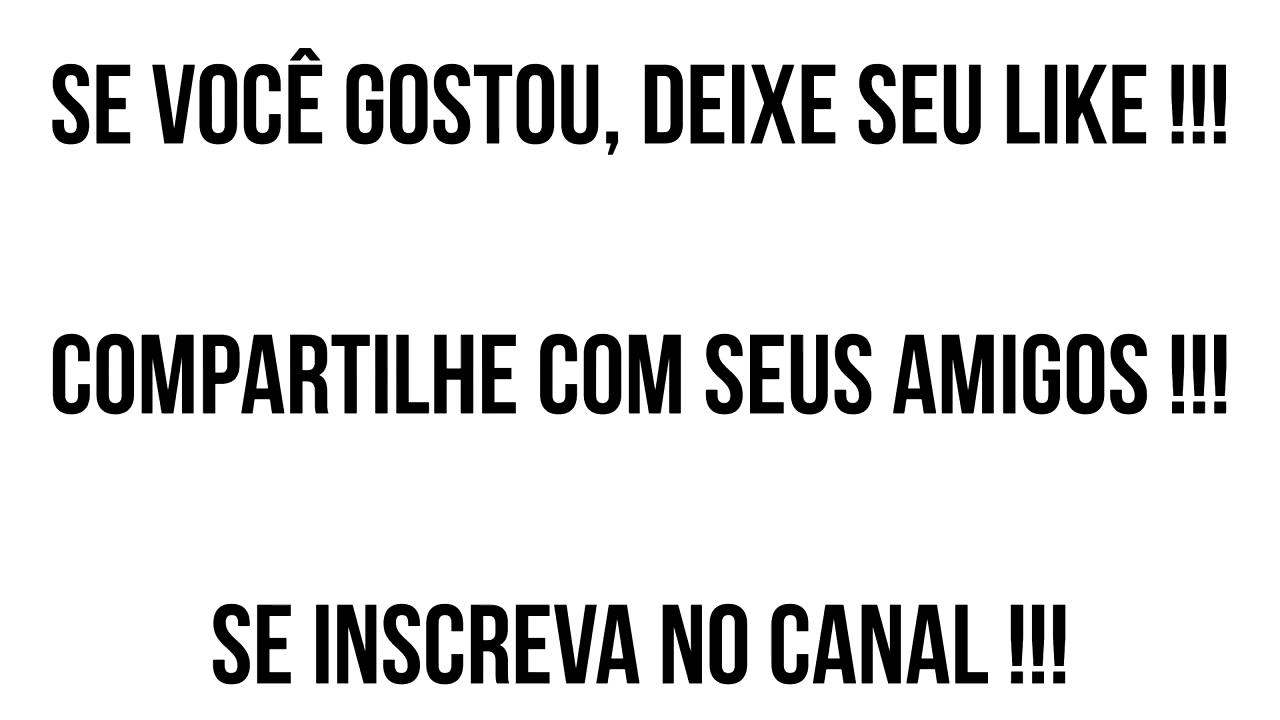 SE VOCÊ GOSTOU, DEIXE SEU LIKE !!!
COMPARTILHE COM SEUS AMIGOS !!!
SE INSCREVA NO CANAL !!!